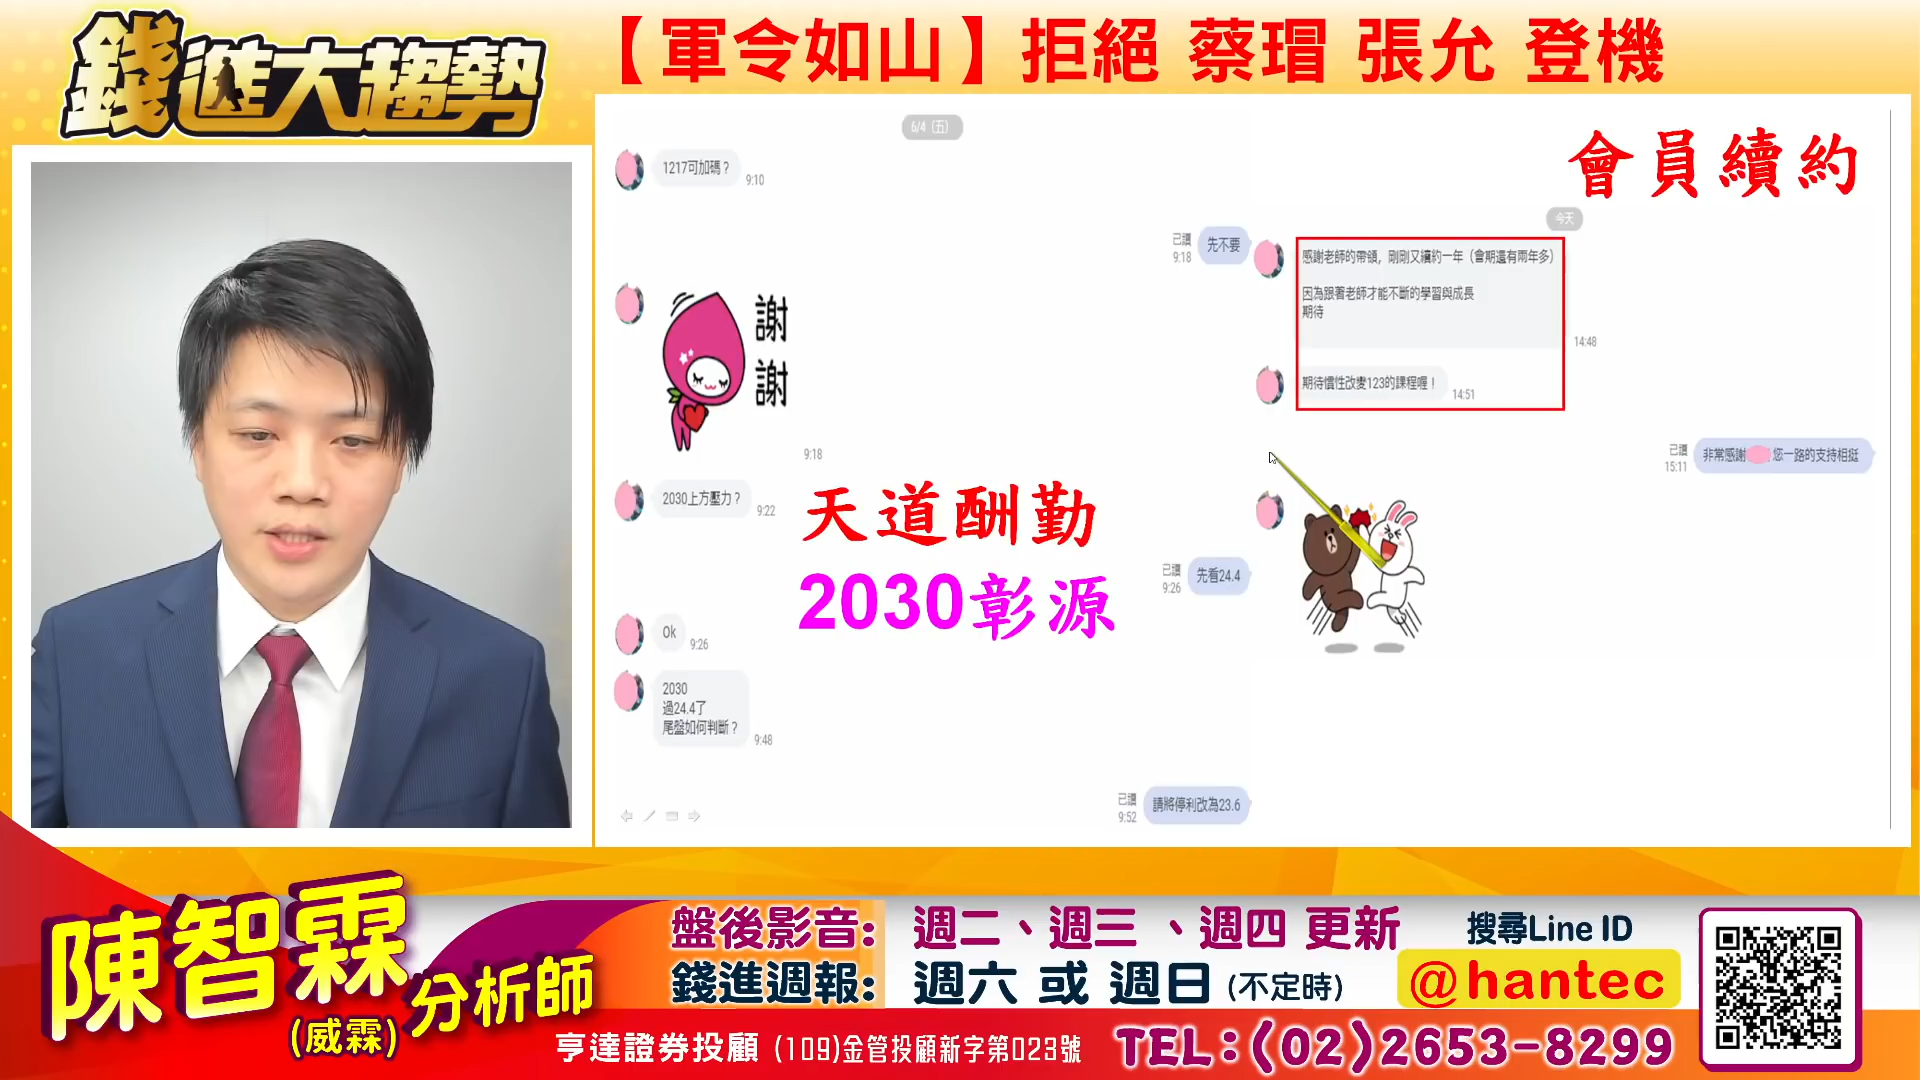 錢進大趨勢
【軍令如山】拒絕 蔡瑁 張允 登機
會員續約
6/4（五）
1217可加碼？
9:10
已讀
9:18
先不要
謝
謝
9:18
2030上方壓力？
9:22
已讀
9:26
先看24.4
Ok
9:26
2030
過24.4了
尾盤如何判斷？
9:48
已讀
9:52
請將停利改為23.6
天道酬勤
2030彰源
今天
感謝老師的帶領，剛剛又續約一年（會期還有兩年多）
因為跟著老師才能不斷的學習與成長
期待
14:48
期待慣性改變123的課程喔！
14:51
已讀
15:11
非常感謝 您一路的支持相挺
陳智霖
(威霖)
分析師
盤後影音: 週二、週三、週四 更新
錢進週報: 週六 或 週日 (不定時)
搜尋Line ID
@hantec
亨達證券投顧 (109)金管投顧新字第023號
TEL:(02)2653-8299